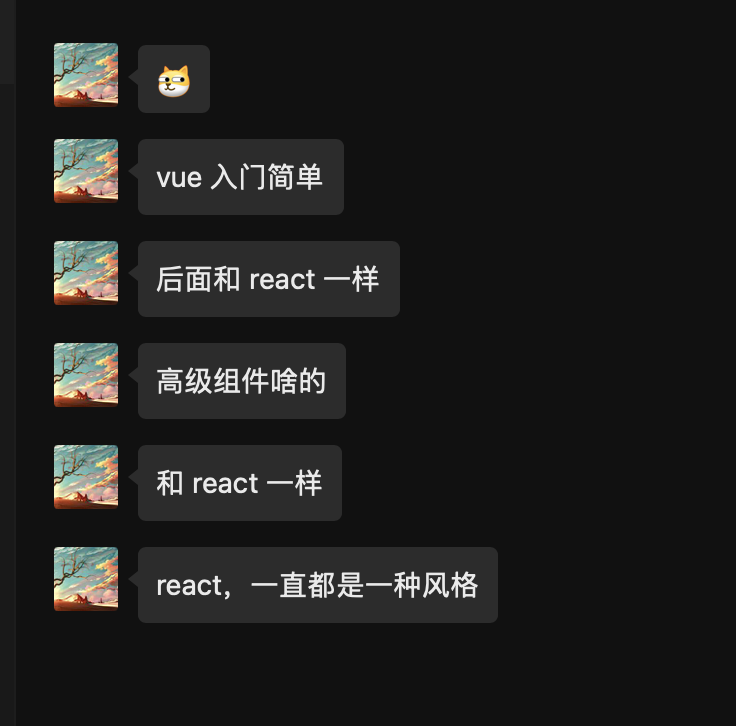 vue 入门简单
后面和 react 一样
高级组件啥的
和 react 一样
react，一直都是一种风格